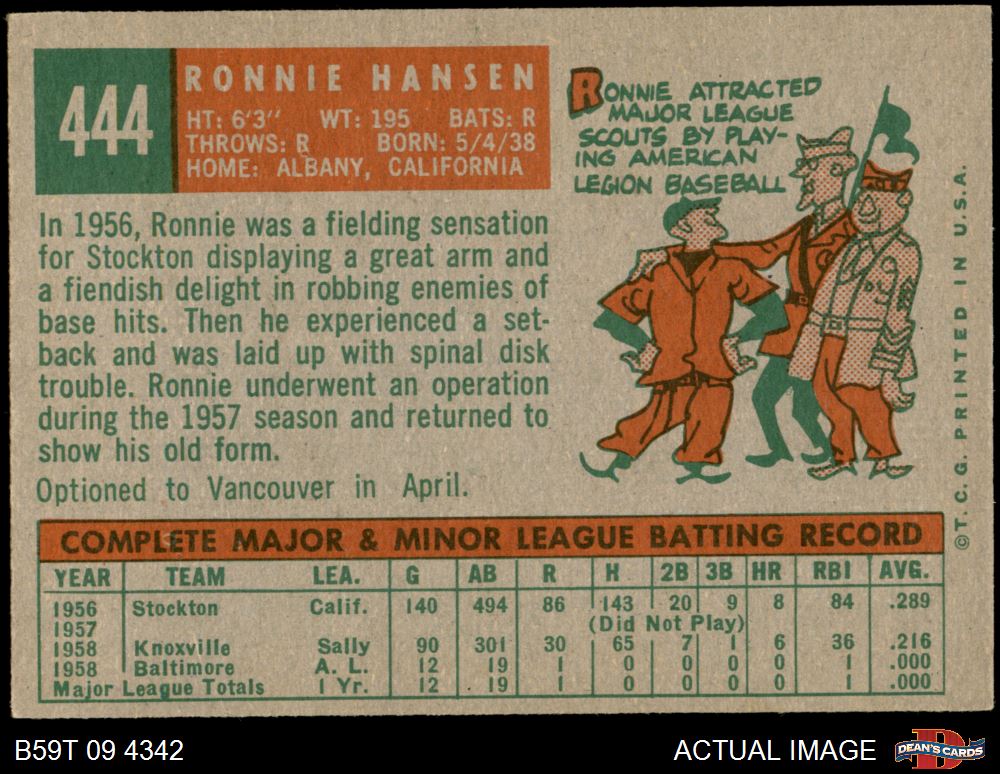 444
RONNIE HANSEN
HT: 6'3" WT: 195 BATS: R
THROWS: R BORN: 5/4/38
HOME: ALBANY, CALIFORNIA
In 1956, Ronnie was a fielding sensation
for Stockton displaying a great arm and
a fiendish delight in robbing enemies of
base hits. Then he experienced a set-
back and was laid up with spinal disk
trouble. Ronnie underwent an operation
during the 1957 season and returned to
show his old form.
Optioned to Vancouver in April.
RONNIE ATTRACTED
MAJOR LEAGUE
SCOUTS BY PLAY-
ING AMERICAN
LEGION BASEBALL
©T. C. G. PRINTED IN U.S.A.
COMPLETE MAJOR & MINOR LEAGUE BATTING RECORD
YEAR TEAM LEA. G AB R H 2B 3B HR RBI AVG.
1956 Stockton Calif. 140 494 86 143 20 9 8 84 .289
1957 (Did Not Play)
1958 Knoxville Sally 90 301 30 65 7 1 6 36 .216
1958 Baltimore A. L. 12 19 1 0 0 0 0 1 .000
Major League Totals 1 Yr. 12 19 1 0 0 0 0 1 .000
B59T 09 4342
ACTUAL IMAGE
D
DEAN'S CARDS